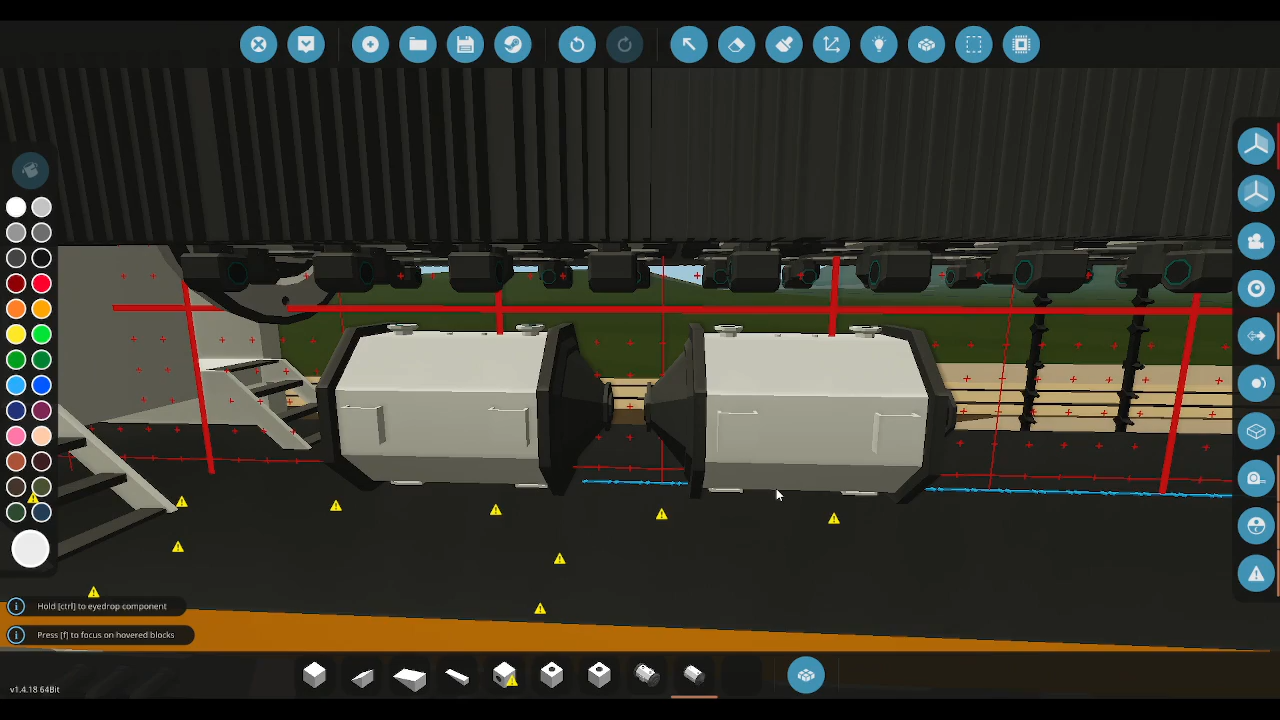 Hold [ctrl] to eyedrop component
Press [f] to focus on hovered blocks
v1.4.18 64Bit